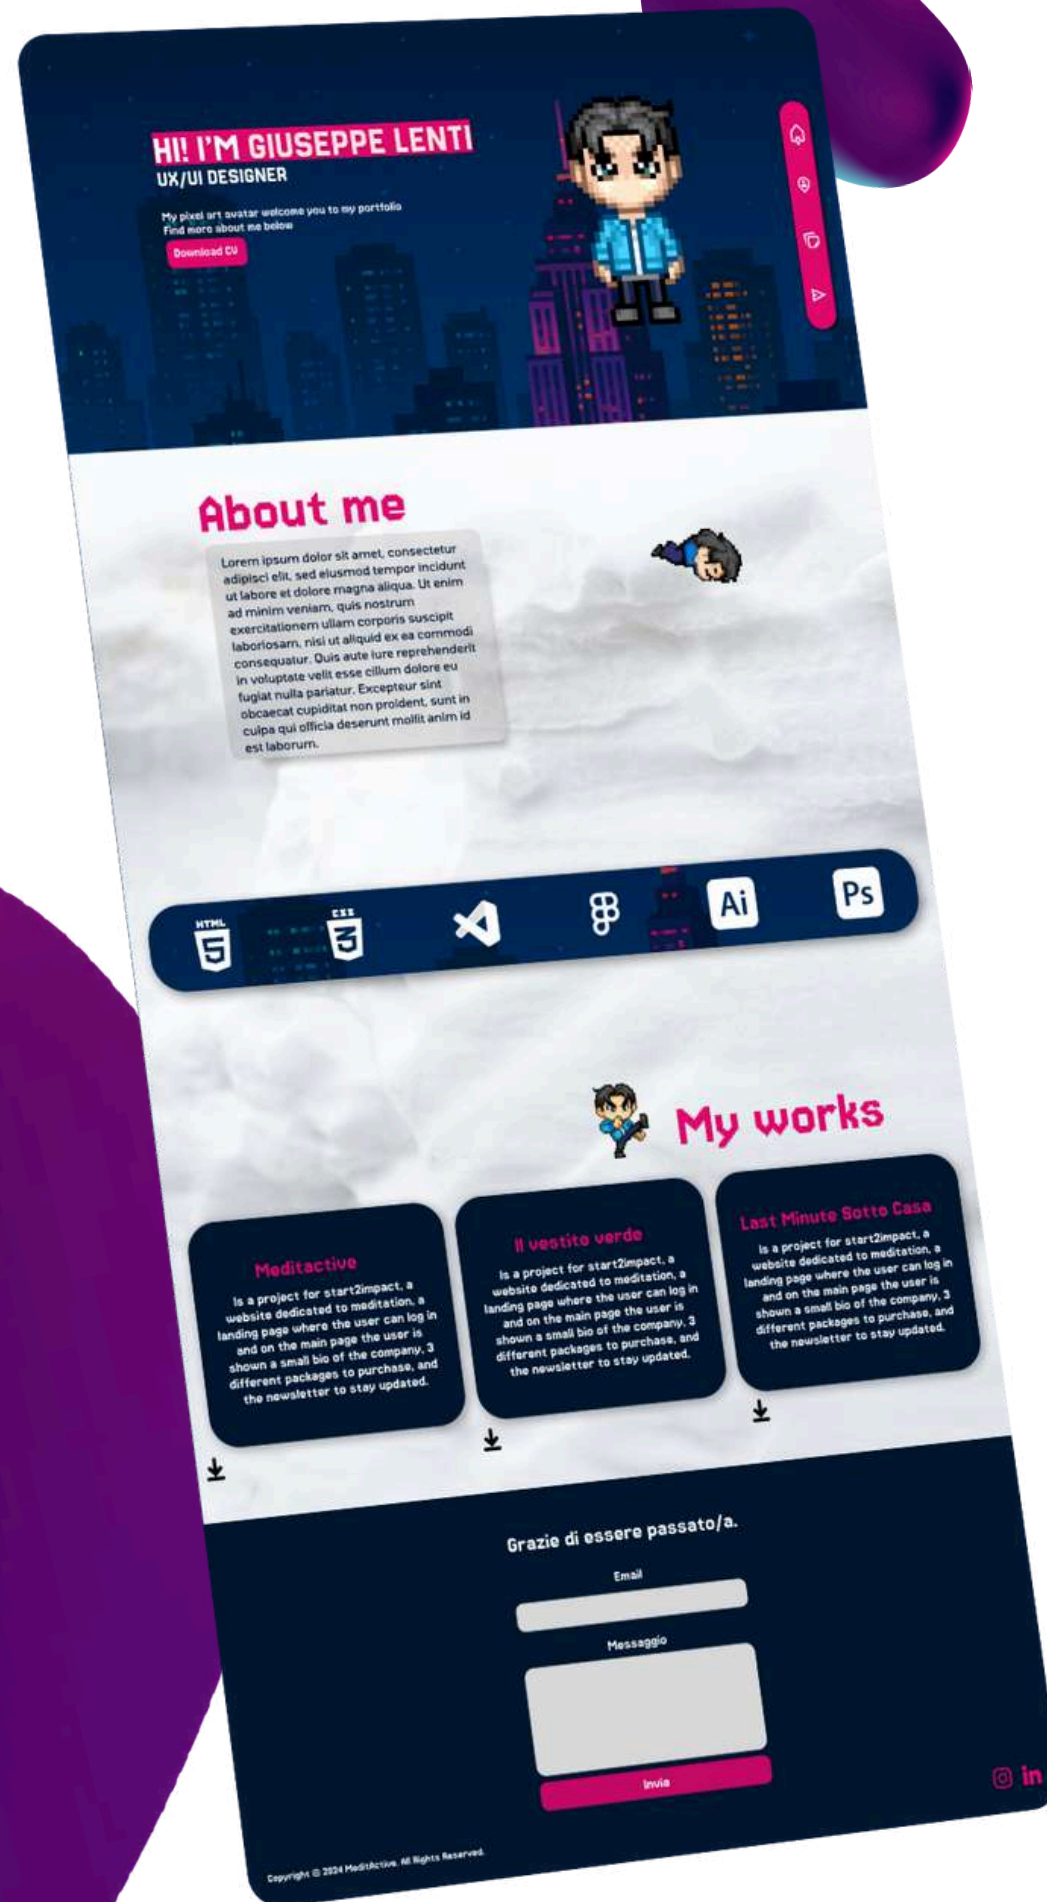 HI! I'M GIUSEPPE LENTI
UX/UI DESIGNER
My pixel art avatar welcome you to my portfolio
Find more about me below
Download CV
About me
Lorem ipsum dolor sit amet, consectetur
adipisci elit, sed eiusmod tempor incidunt
ut labore et dolore magna aliqua. Ut enim
ad minim veniam, quis nostrum
exercitationem ullam corporis suscipit
laboriosam, nisi ut aliquid ex ea commodi
consequatur. Quis aute iure reprehenderit
in voluptate velit esse cillum dolore eu
fugiat nulla pariatur. Excepteur sint
obcaecat cupiditat non proident, sunt in
culpa qui officia deserunt mollit anim id
est laborum.
HTML
5
CSS
3
Ai
Ps
My works
Meditactive
Is a project for start2impact, a
website dedicated to meditation, a
landing page where the user can log in
and on the main page the user is
shown a small bio of the company, 3
different packages to purchase, and
the newsletter to stay updated.
Il vestito verde
Is a project for start2impact, a
website dedicated to meditation, a
landing page where the user can log in
and on the main page the user is
shown a small bio of the company, 3
different packages to purchase, and
the newsletter to stay updated.
Last Minute Sotto Casa
Is a project for start2impact, a
website dedicated to meditation, a
landing page where the user can log in
and on the main page the user is
shown a small bio of the company, 3
different packages to purchase, and
the newsletter to stay updated.
Grazie di essere passato/a.
Email
Messaggio
Invia
in
Copyright © 2024 MeditActive. All Rights Reserved.